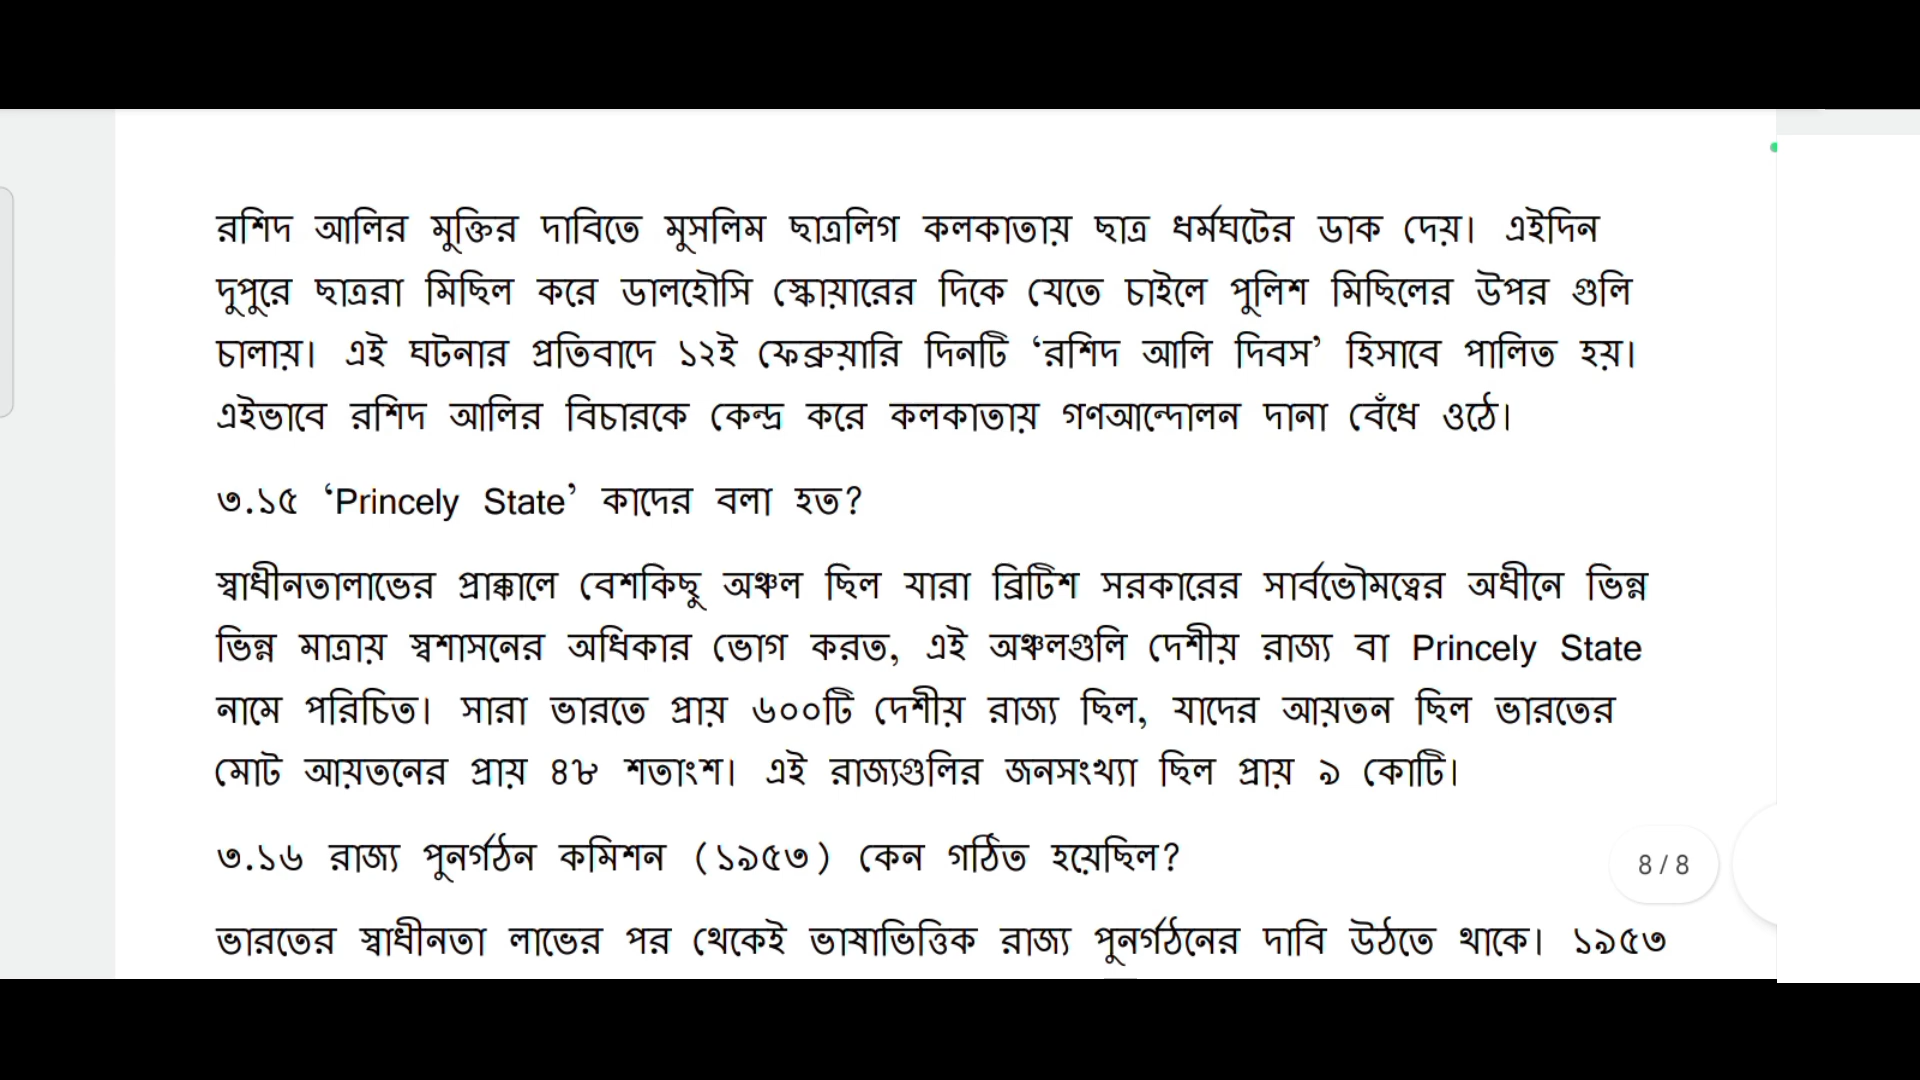 রশিদ আলির মুক্তির দাবিতে মুসলিম ছাত্রলিগ কলকাতায় ছাত্র ধর্মঘটের ডাক দেয়। এইদিন
দুপুরে ছাত্ররা মিছিল করে ডালহৌসি স্কোয়ারের দিকে যেতে চাইলে পুলিশ মিছিলের উপর গুলি
চালায়। এই ঘটনার প্রতিবাদে ১২ই ফেব্রুয়ারি দিনটি ‘রশিদ আলি দিবস’ হিসাবে পালিত হয়।
এইভাবে রশিদ আলির বিচারকে কেন্দ্র করে কলকাতায় গণআন্দোলন দানা বেঁধে ওঠে।
৩.১৫ ‘Princely State’ কাদের বলা হত?
স্বাধীনতালাভের প্রাক্কালে বেশকিছু অঞ্চল ছিল যারা ব্রিটিশ সরকারের সার্বভৌমত্বের অধীনে ভিন্ন
ভিন্ন মাত্রায় স্বশাসনের অধিকার ভোগ করত, এই অঞ্চলগুলি দেশীয় রাজ্য বা Princely State
নামে পরিচিত। সারা ভারতে প্রায় ৬০০টি দেশীয় রাজ্য ছিল, যাদের আয়তন ছিল ভারতের
মোট আয়তনের প্রায় ৪৮ শতাংশ। এই রাজ্যগুলির জনসংখ্যা ছিল প্রায় ৯ কোটি।
৩.১৬ রাজ্য পুনর্গঠন কমিশন (১৯৫৩) কেন গঠিত হয়েছিল?
8 / 8
ভারতের স্বাধীনতা লাভের পর থেকেই ভাষাভিত্তিক রাজ্য পুনর্গঠনের দাবি উঠতে থাকে। ১৯৫৩